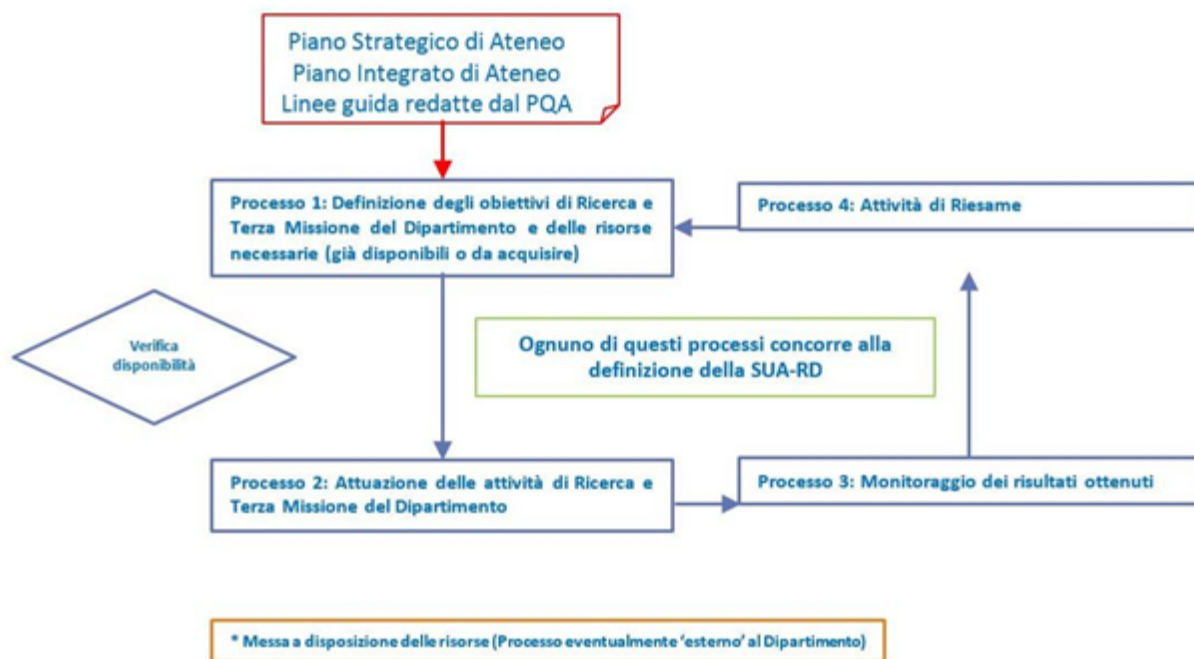 Piano Strategico di Ateneo
Piano Integrato di Ateneo
Linee guida redatte dal PQA
Processo 1: Definizione degli obiettivi di Ricerca e
Terza Missione del Dipartimento e delle risorse
necessarie (già disponibili o da acquisire)
Processo 4: Attività di Riesame
Verifica
disponibilità
Ognuno di questi processi concorre alla
definizione della SUA-RD
Processo 2: Attuazione delle attività di Ricerca e
Terza Missione del Dipartimento
Processo 3: Monitoraggio dei risultati ottenuti
* Messa a disposizione delle risorse (Processo eventualmente 'esterno' al Dipartimento)